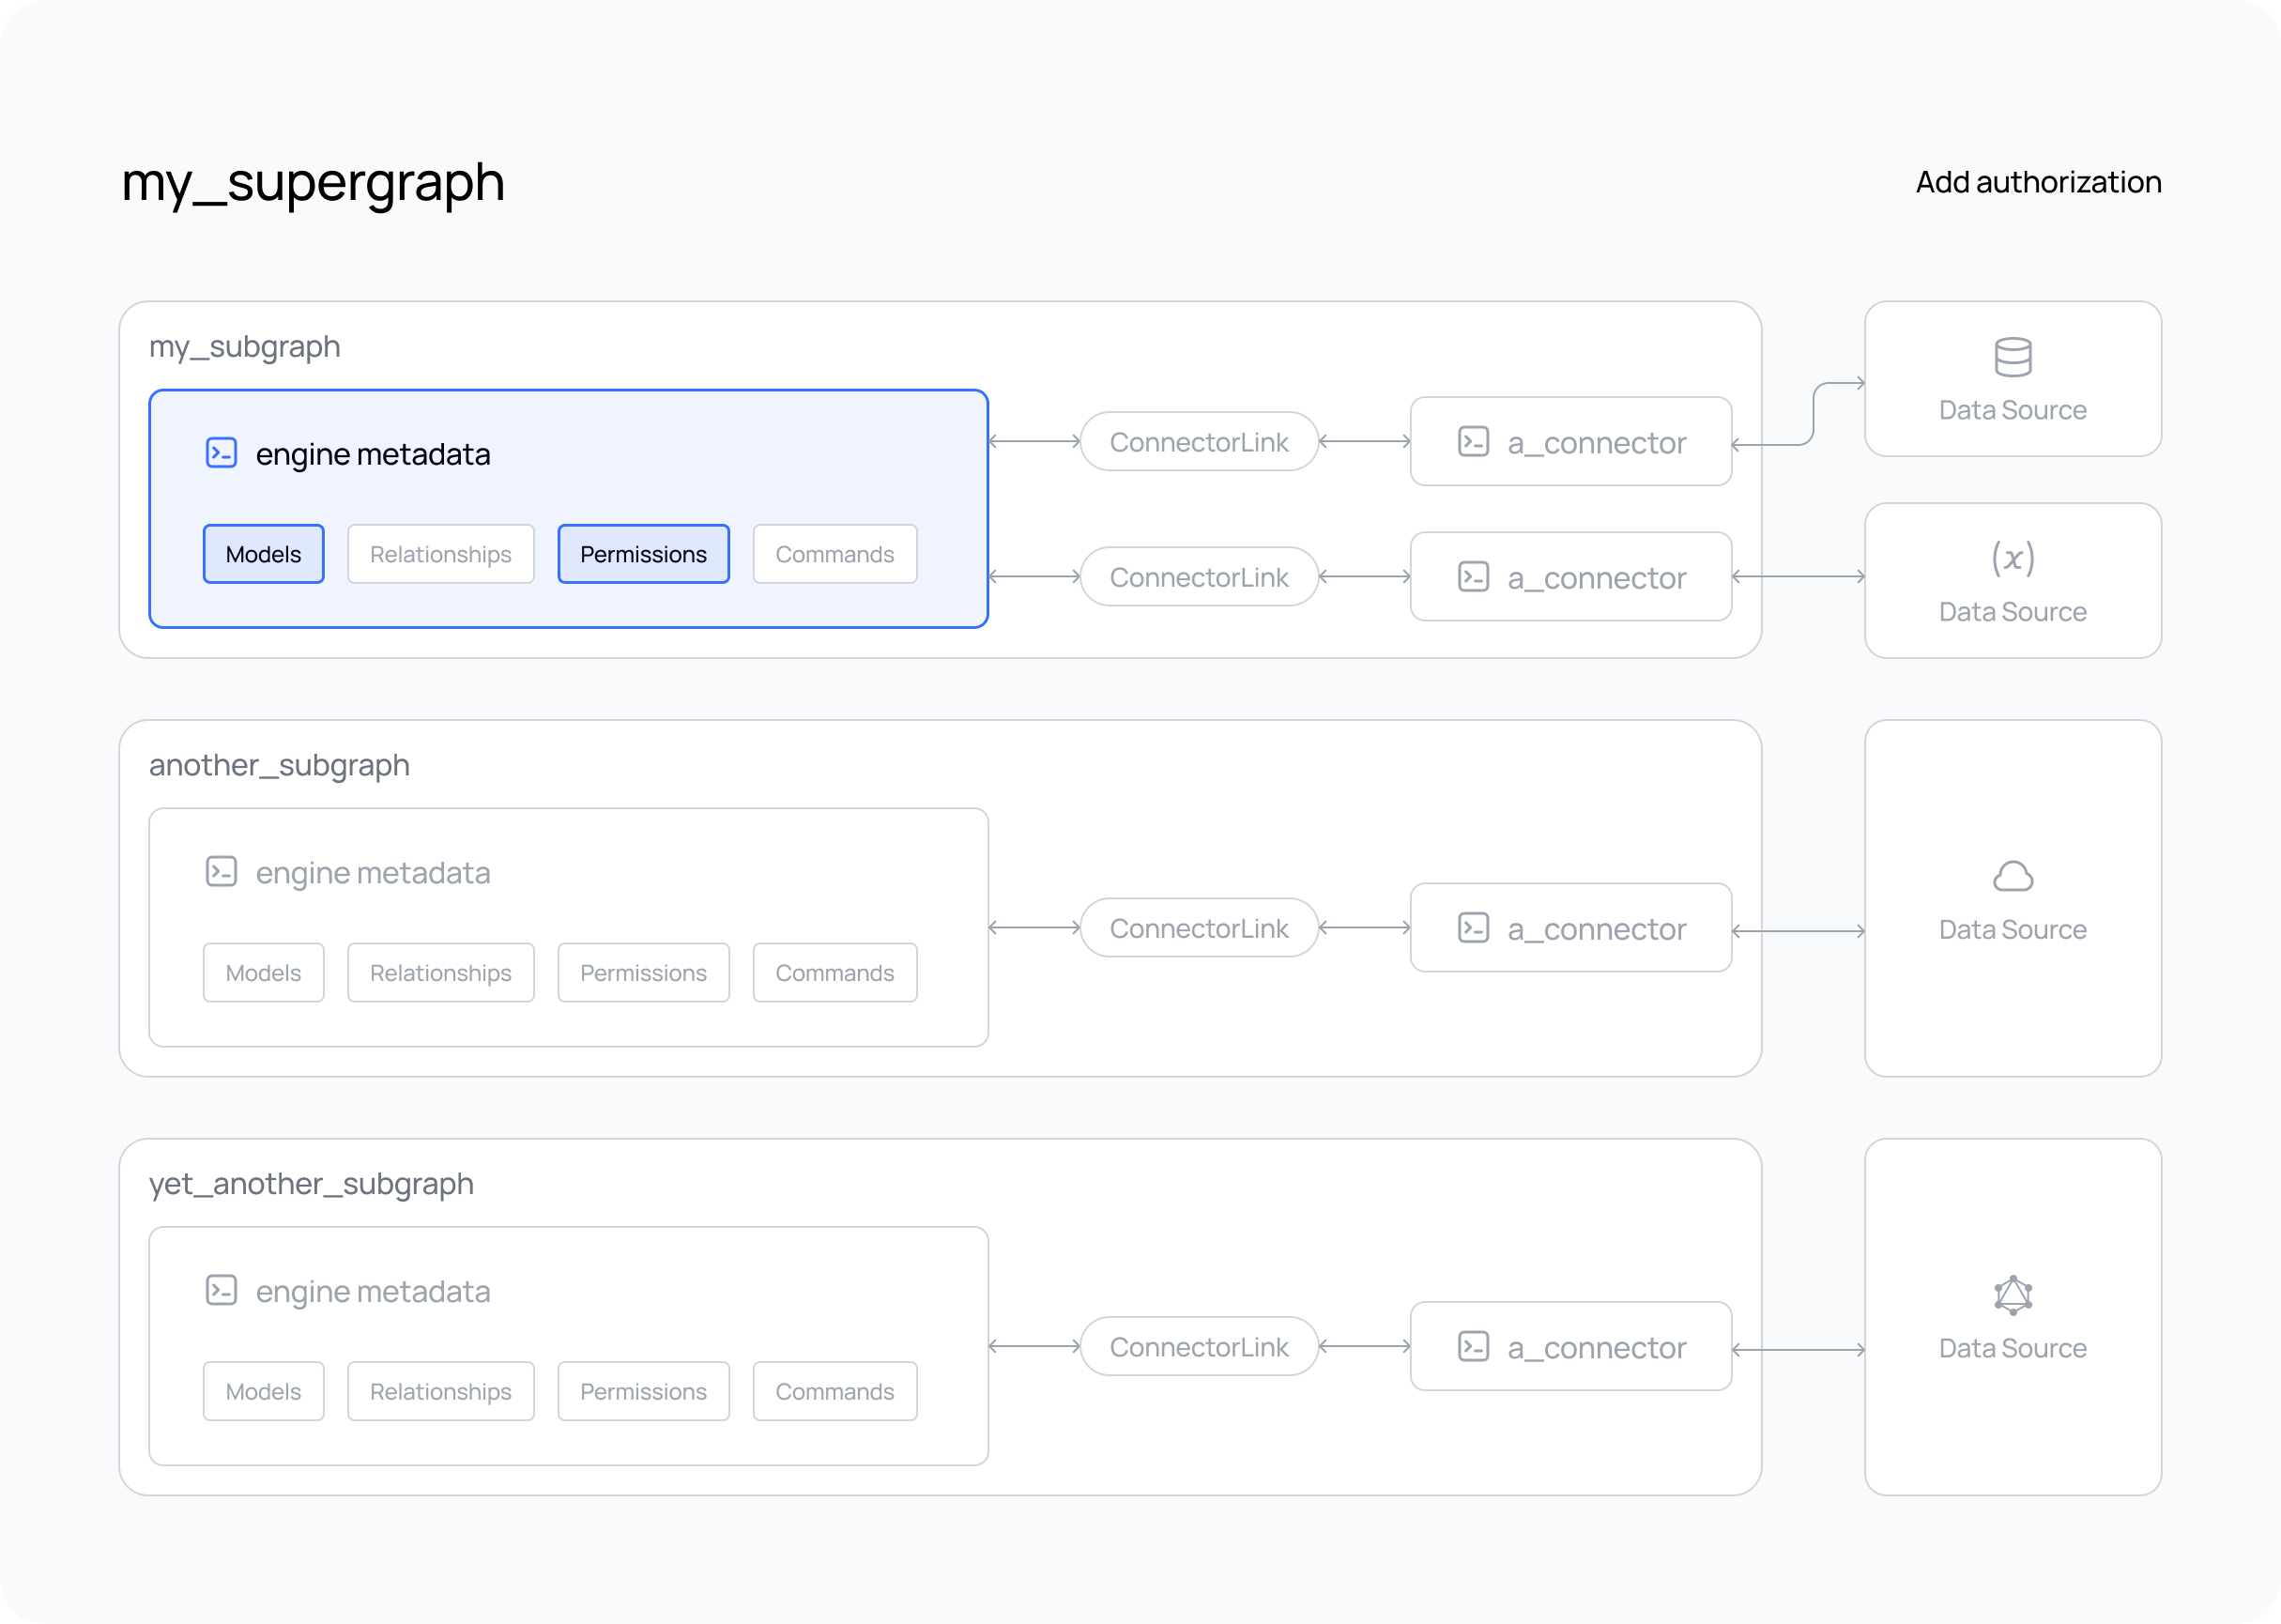 my_supergraph
Add authorization
my_subgraph
engine metadata
Models
Relationships
Permissions
Commands
ConnectorLink
a_connector
Data Source
ConnectorLink
a_connector
Data Source
another_subgraph
engine metadata
Models
Relationships
Permissions
Commands
ConnectorLink
a_connector
Data Source
yet_another_subgraph
engine metadata
Models
Relationships
Permissions
Commands
ConnectorLink
a_connector
Data Source